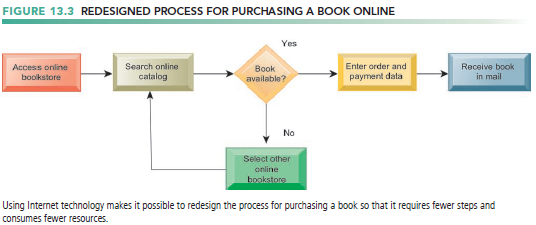 FIGURE 13.3 REDESIGNED PROCESS FOR PURCHASING A BOOK ONLINE
Yes
Access online
bookstore
Search online
catalog
Book
available?
Enter order and
payment data
Receive book
in mail
No
Select other
online
bookstore
Using Internet technology makes it possible to redesign the process for purchasing a book so that it requires fewer steps and
consumes fewer resources.